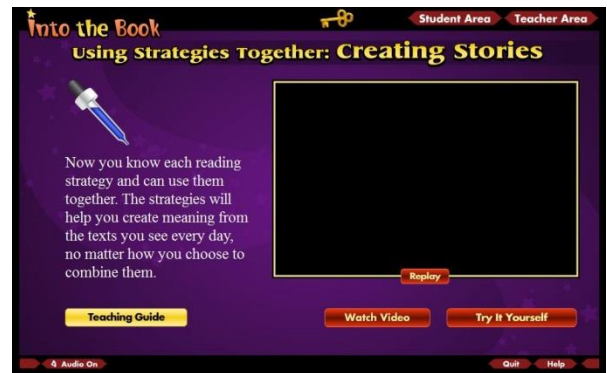 Into the Book
Student Area
Teacher Area
Using Strategies Together: Creating Stories
Now you know each reading
strategy and can use them
together. The strategies will
help you create meaning from
the texts you see every day,
no matter how you choose to
combine them.
Replay
Teaching Guide
Watch Video
Try It Yourself
Audio On
Quit
Help